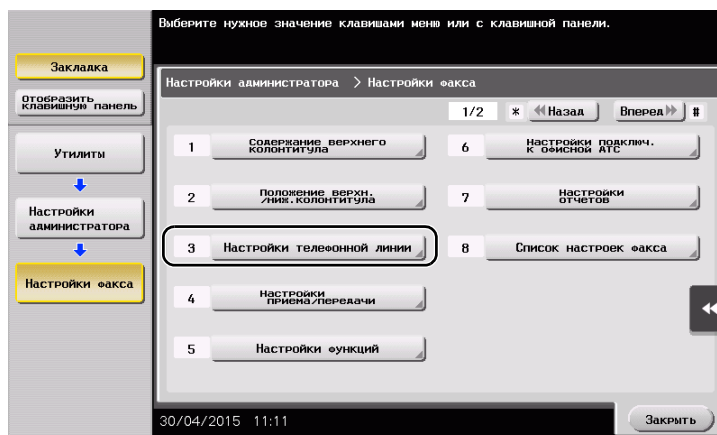 Выберите нужное значение клавишами меню или с клавишной панели.
Закладка
Отобразить
клавишную панель
Утилиты
Настройки
администратора
Настройки факса
Настройки администратора > Настройки факса
1/2 * Назад Вперед #
1 Содержание верхнего
колонтитула
6 Настройки подключ.
к офисной АТС
2 Положение верхн.
/ниж.колонтитула
7 Настройки
отчетов
3 Настройки телефонной линии
8 Список настроек факса
4 Настройки
приема/передачи
5 Настройки функций
30/04/2015 11:11
Закрыть